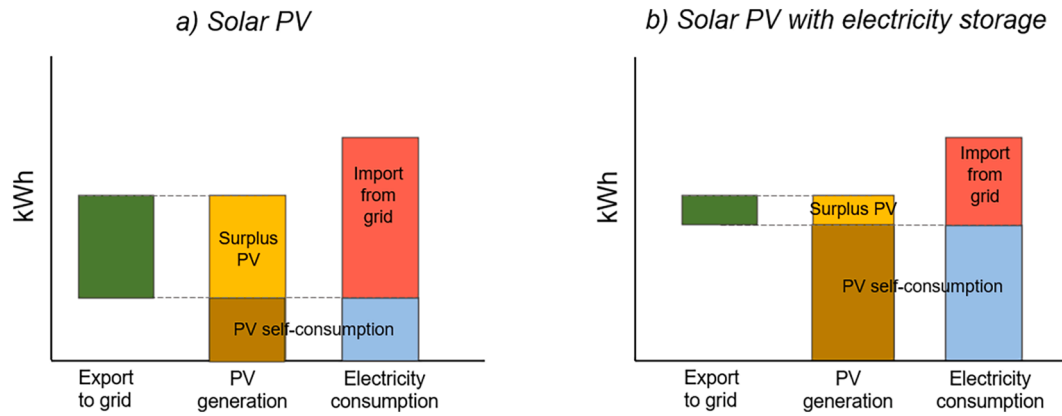 a) Solar PV
kWh
Import
from
grid
Surplus
PV
PV self-consumption
Export
to grid
PV
generation
Electricity
consumption
b) Solar PV with electricity storage
kWh
Import
from
grid
Surplus PV
PV self-consumption
Export
to grid
PV
generation
Electricity
consumption